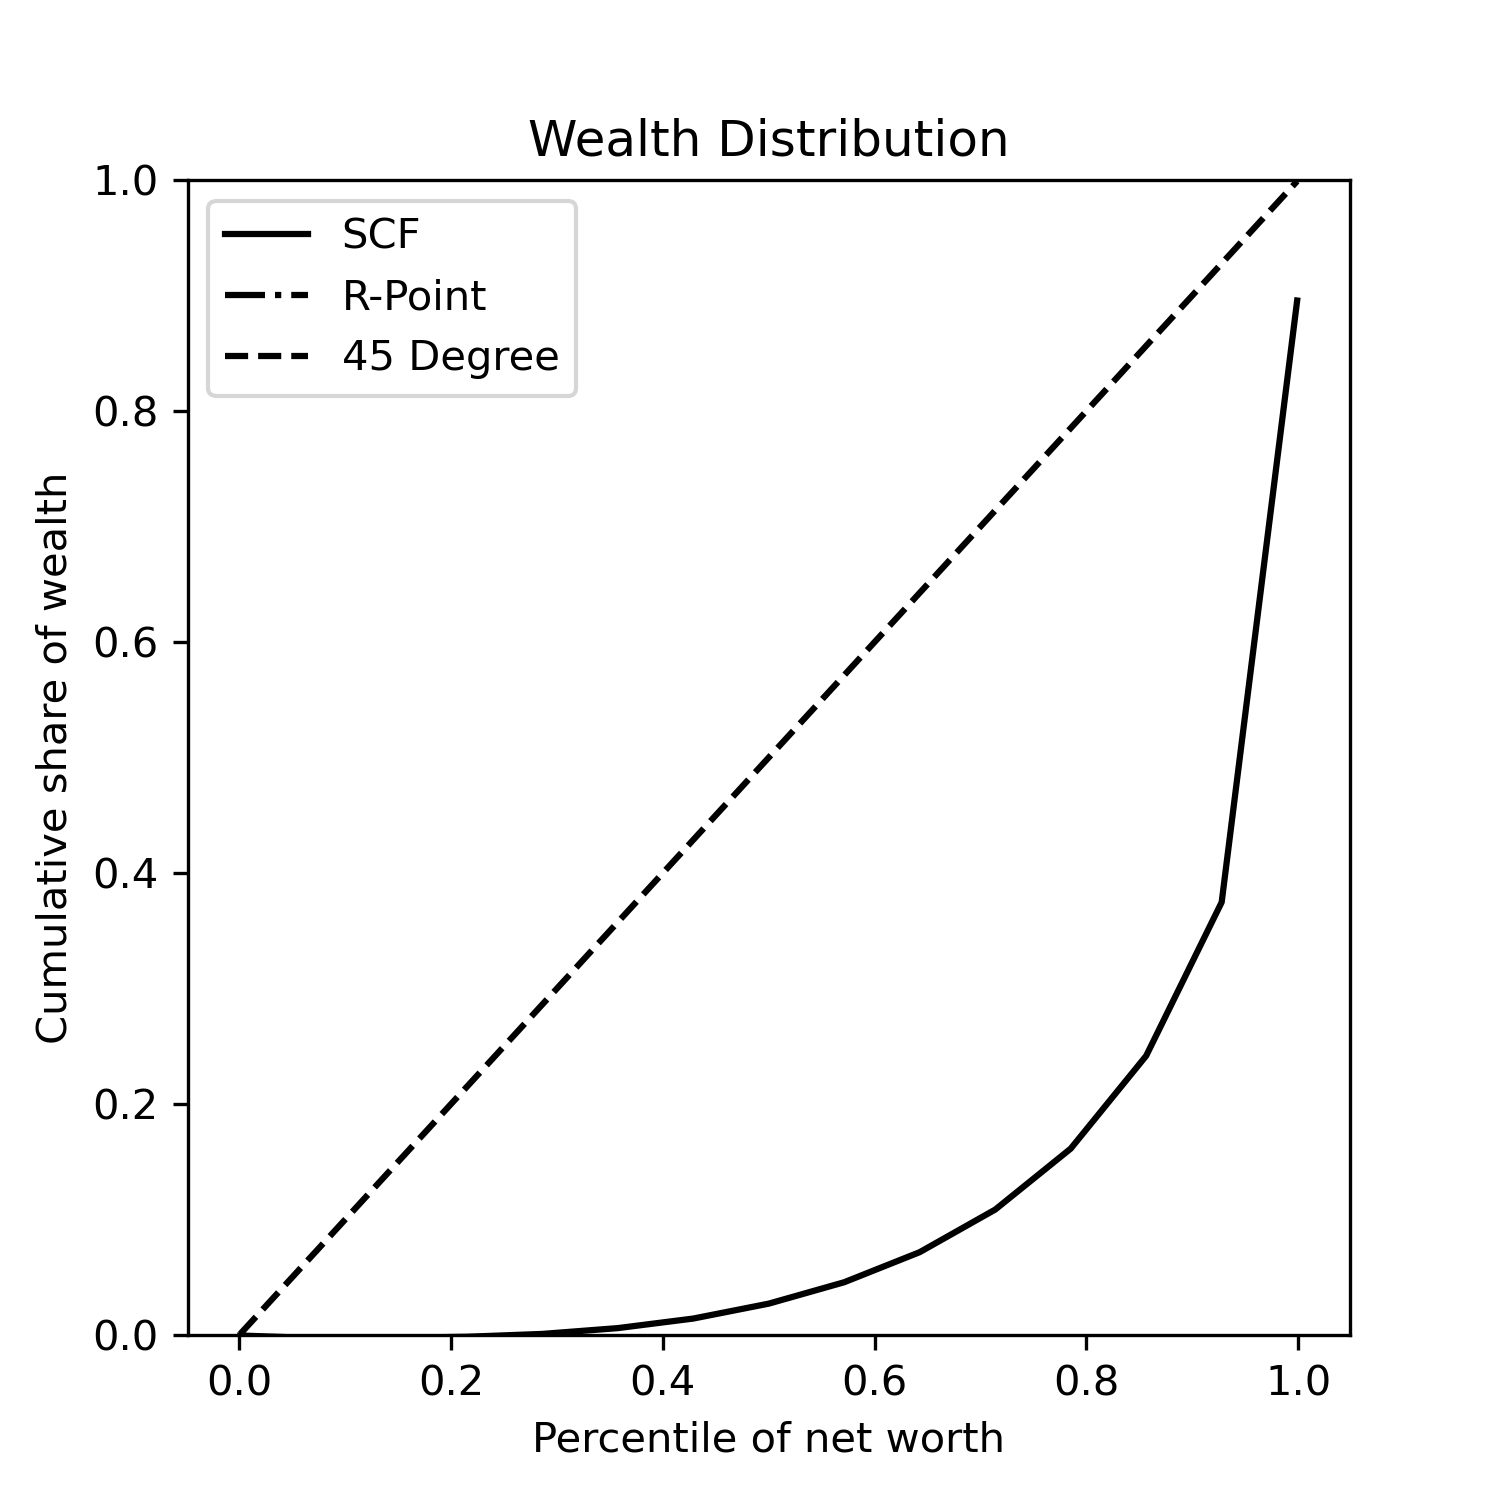 Wealth Distribution
1.0
0.8
0.6
0.4
0.2
0.0
Cumulative share of wealth
SCF
R-Point
45 Degree
0.0 0.2 0.4 0.6 0.8 1.0
Percentile of net worth